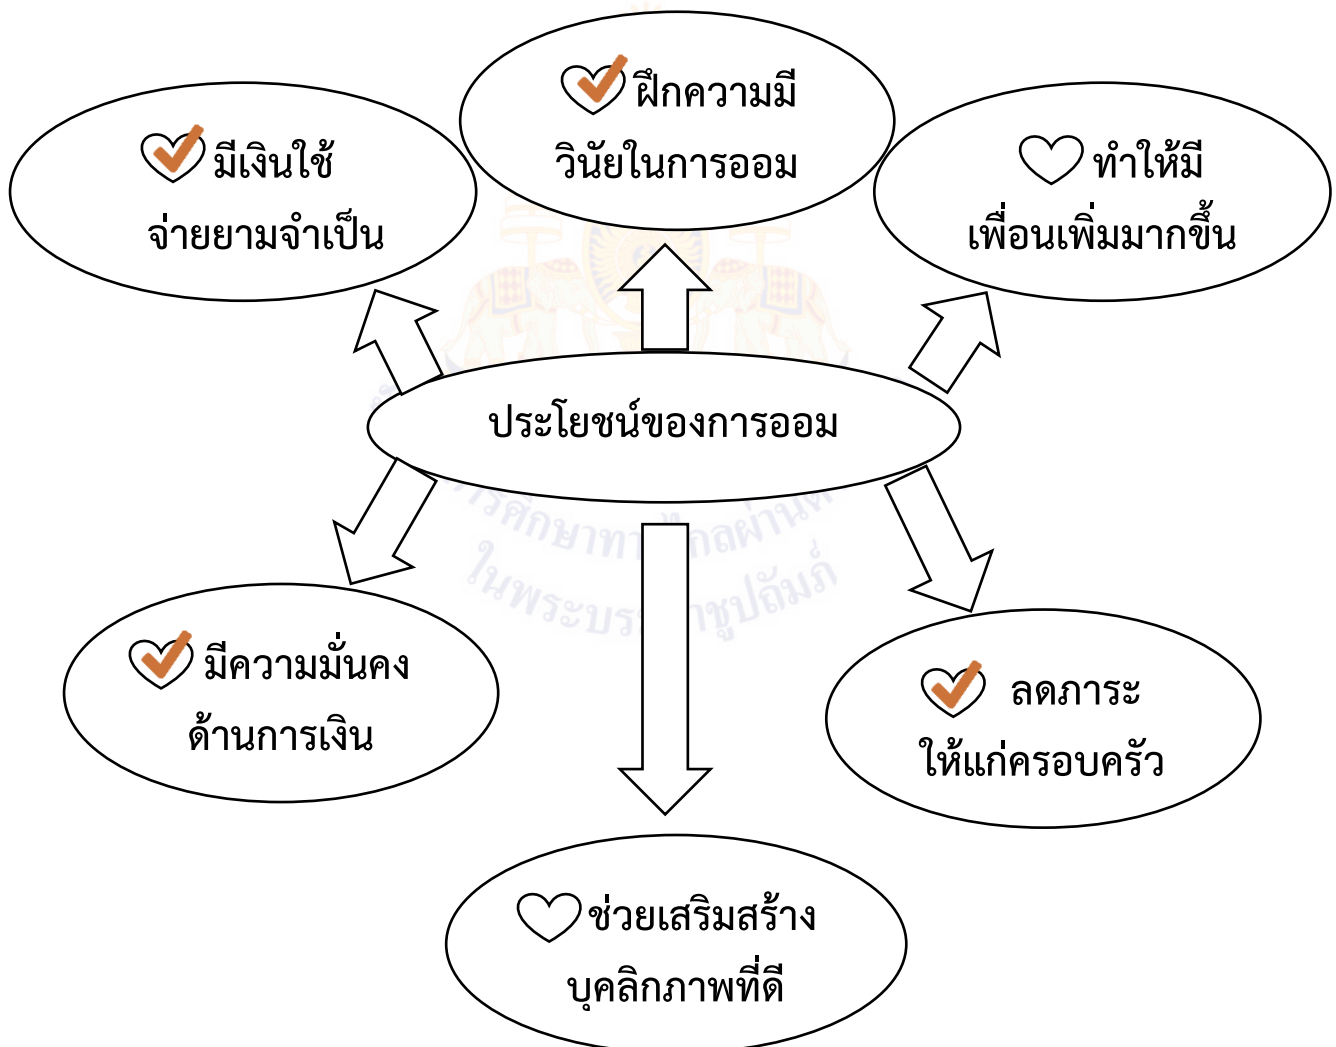 ฝึกความมี
วินัยในการออม
มีเงินใช้
จ่ายยามจำเป็น
ทำให้มี
เพื่อนเพิ่มมากขึ้น
ประโยชน์ของการออม
มีความมั่นคง
ด้านการเงิน
ลดภาระ
ให้แก่ครอบครัว
ช่วยเสริมสร้าง
บุคลิกภาพที่ดี